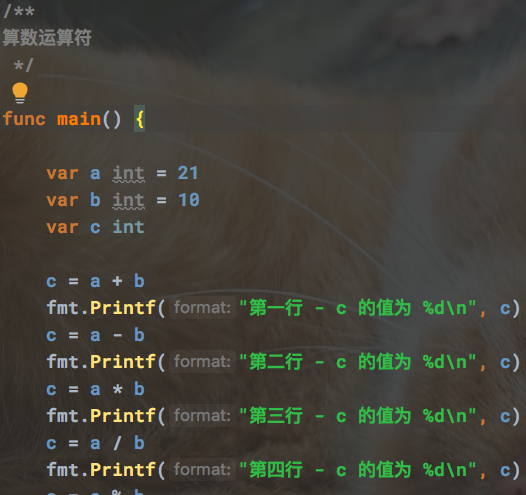 /**
算数运算符
 */
func main() {
    var a int = 21
    var b int = 10
    var c int
    c = a + b
    fmt.Printf( format: "第一行 - c 的值为 %d\n", c)
    c = a - b
    fmt.Printf( format: "第二行 - c 的值为 %d\n", c)
    c = a * b
    fmt.Printf( format: "第三行 - c 的值为 %d\n", c)
    c = a / b
    fmt.Printf( format: "第四行 - c 的值为 %d\n", c)
    c = a % b